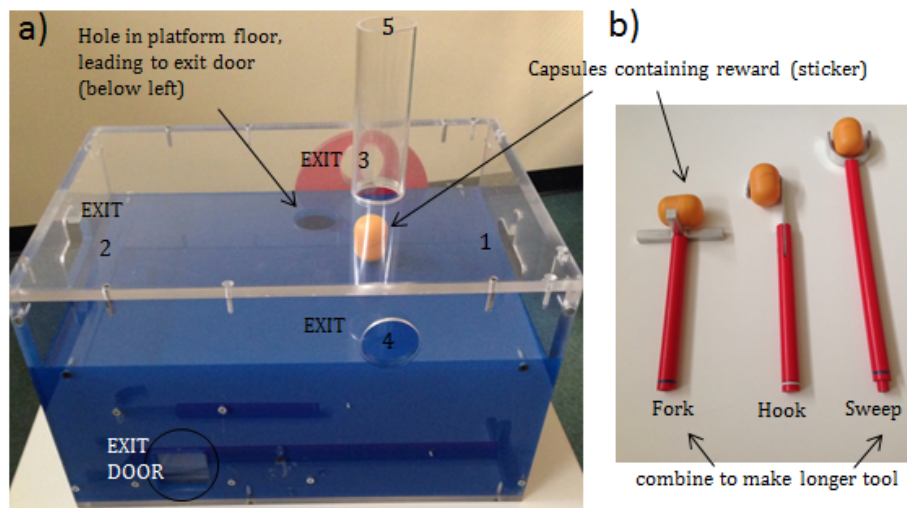 a)
Hole in platform floor,
leading to exit door
(below left)
5
Capsules containing reward (sticker)
b)
EXIT 3
EXIT
2
1
EXIT
4
EXIT
DOOR
Fork
Hook
Sweep
combine to make longer tool